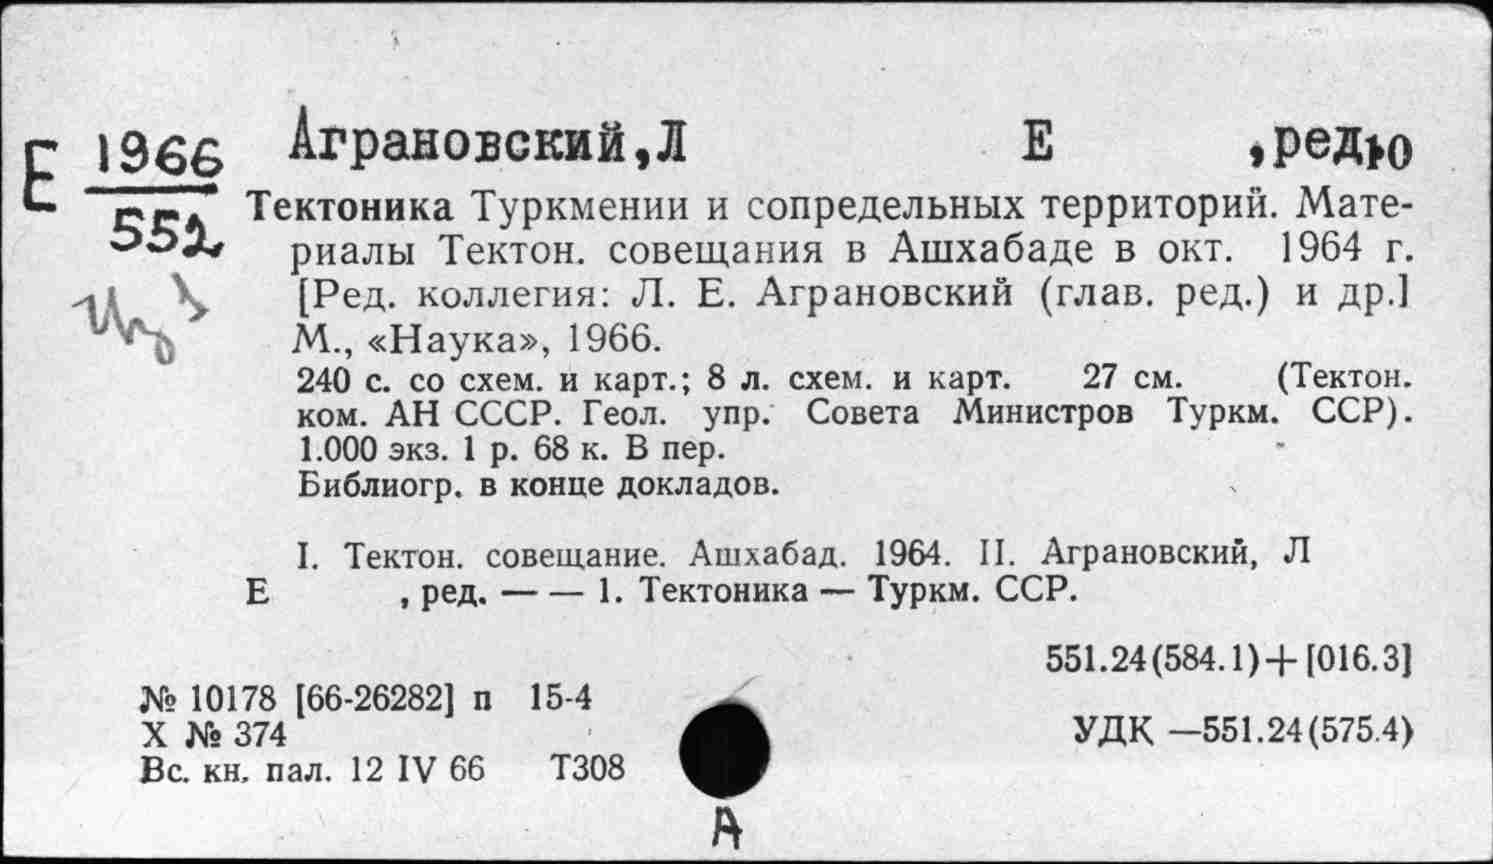 Аграновский,Л Е ,ред.
Е 1966
552
Тектоника Туркмении и сопредельных территорий. Мате-
риалы Тектон. совещания в Ашхабаде в окт. 1964 г.
[Ред. коллегия: Л. Е. Аграновский (глав. ред.) и др.]
М., «Наука», 1966.
240 с. со схем. и карт.; 8 л. схем. и карт. 27 см. (Тектон.
ком. АН СССР. Геол. упр. Совета Министров Туркм. ССР).
1.000 экз. 1 р. 68 к. В пер.
Библиогр. в конце докладов.
I. Тектон. совещание. Ашхабад. 1964. II. Аграновский, Л
Е , ред. — — 1. Тектоника — Туркм. ССР.
551.24(584.1)+[016.3]
№ 10178 [66-26282] п 15-4
Х № 374
УДК —551.24(575.4)
Вс. кн. пал. 12 IV 66 Т308
А